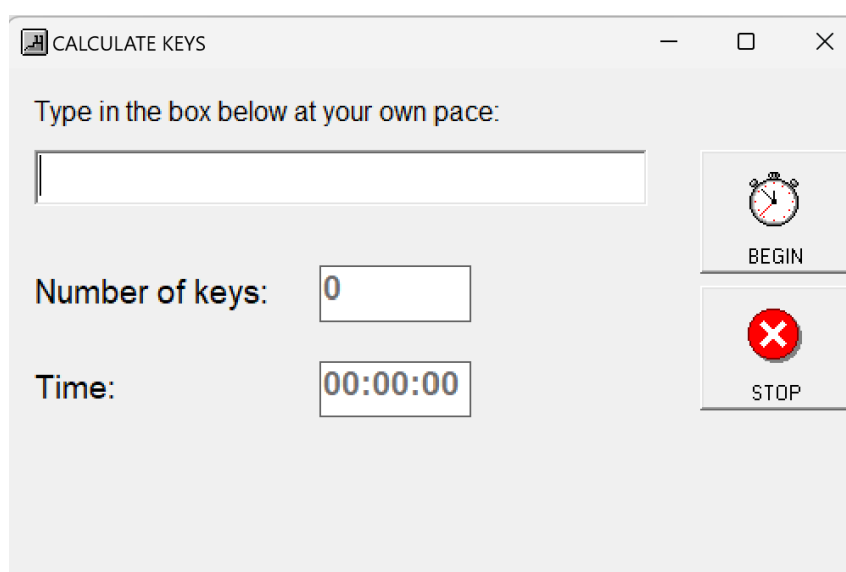 CALCULATE KEYS
Type in the box below at your own pace:
BEGIN
Number of keys: 0
STOP
Time: 00:00:00